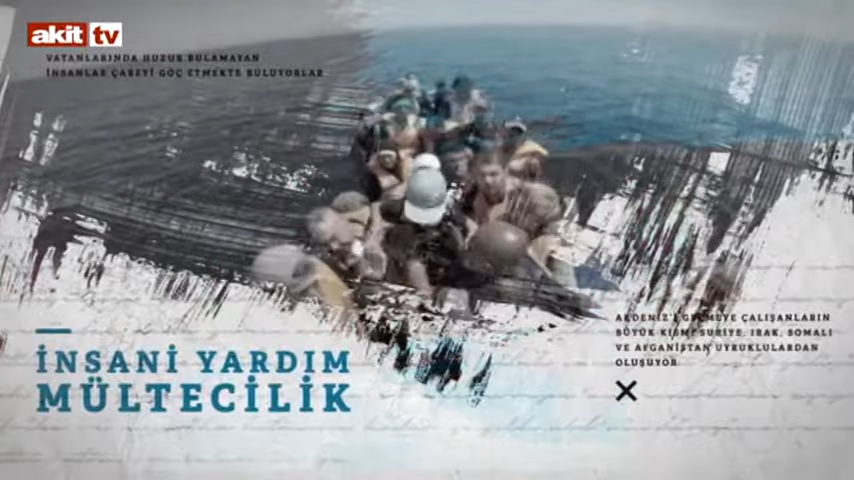 akit tv
VATANLARINDA HUZUR BULAMAYAN
İNSANLAR ÇAREYİ GÖÇ ETMEKTE BULUYORLAR
İNSANİ YARDIM
MÜLTECİLİK
AKDENİZ'İ GEÇMEYE ÇALIŞANLARIN
BÜYÜK KISMI SURİYE, IRAK, SOMALİ
VE AFGANİSTAN UYRUKLULARDAN
OLUŞUYOR